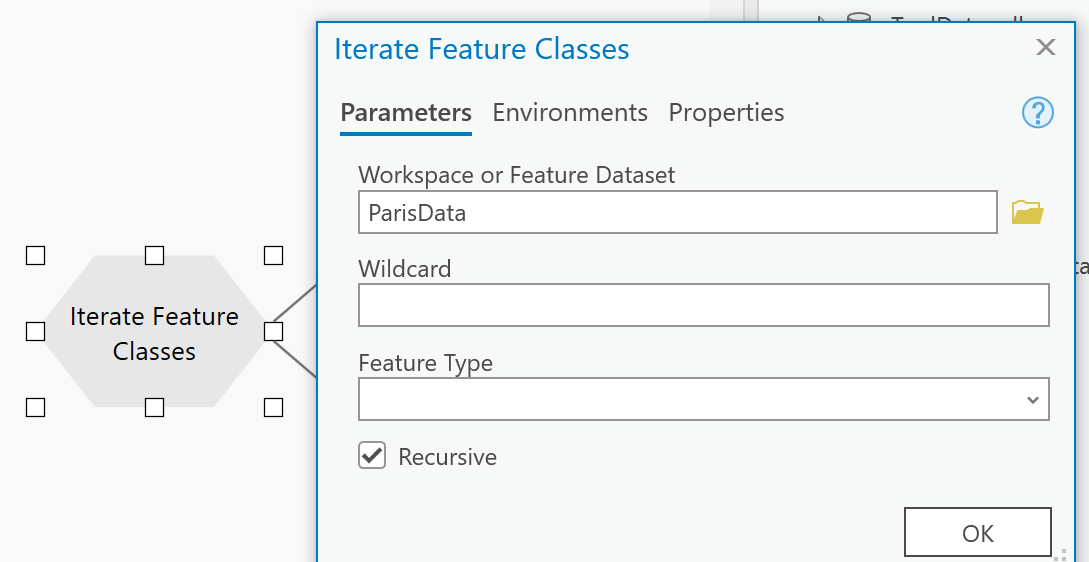 Iterate Feature Classes
Parameters Environments Properties
Workspace or Feature Dataset
ParisData
Wildcard
Iterate Feature
Classes
Feature Type
Recursive
OK